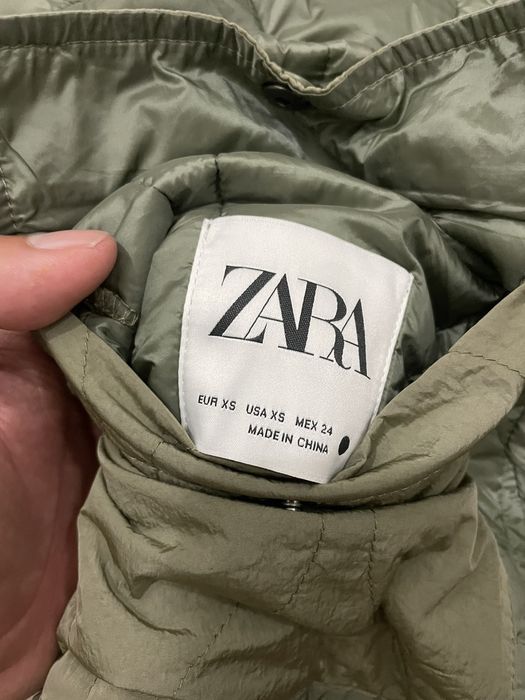 ZARA
EUR XS USA XS MEX 24
MADE IN CHINA